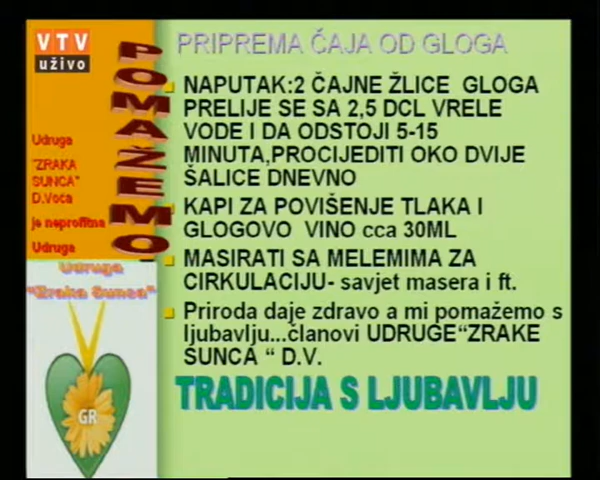 VTV
uživo
POMAŽEMO
Udruga
"ZRAKA
SUNCA"
D.Voća
je neprofitna
Udruga
Udruga
"Zraka Sunca"
GR
PRIPREMA ČAJA OD GLOGA
NAPUTAK:2 ČAJNE ŽLICE GLOGA
PRELIJE SE SA 2,5 DCL VRELE
VODE I DA ODSTOJI 5-15
MINUTA,PROCIJEDITI OKO DVIJE
ŠALICE DNEVNO
KAPI ZA POVIŠENJE TLAKA I
GLOGOVO VINO cca 30ML
MASIRATI SA MELEMIMA ZA
CIRKULACIJU- savjet masera i ft.
Priroda daje zdravo a mi pomažemo s
ljubavlju...članovi UDRUGE"ZRAKE
SUNCA " D.V.
TRADICIJA S LJUBAVLJU